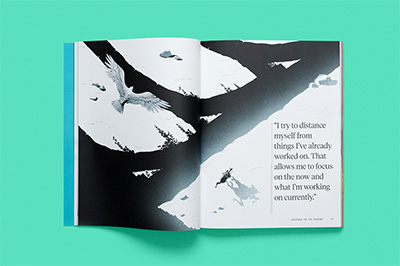 "I try to distance
myself from
things I've already
worked on. That
allows me to focus
on the now and
what I'm working
on currently."